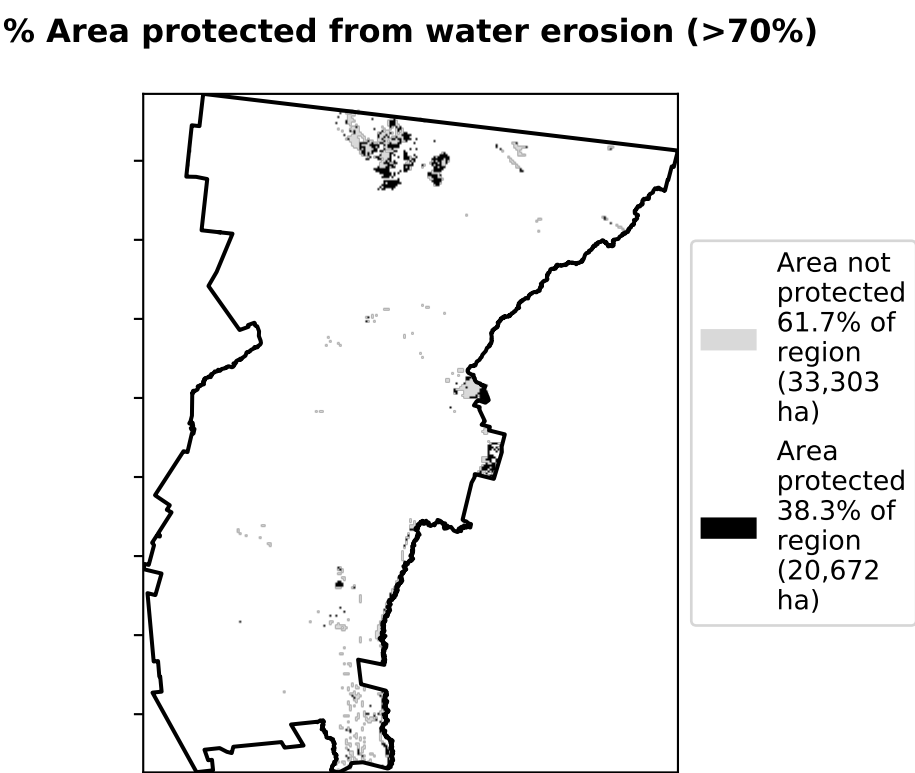 % Area protected from water erosion (>70%)
Area not
protected
61.7% of
region
(33,303
ha)
Area
protected
38.3% of
region
(20,672
ha)